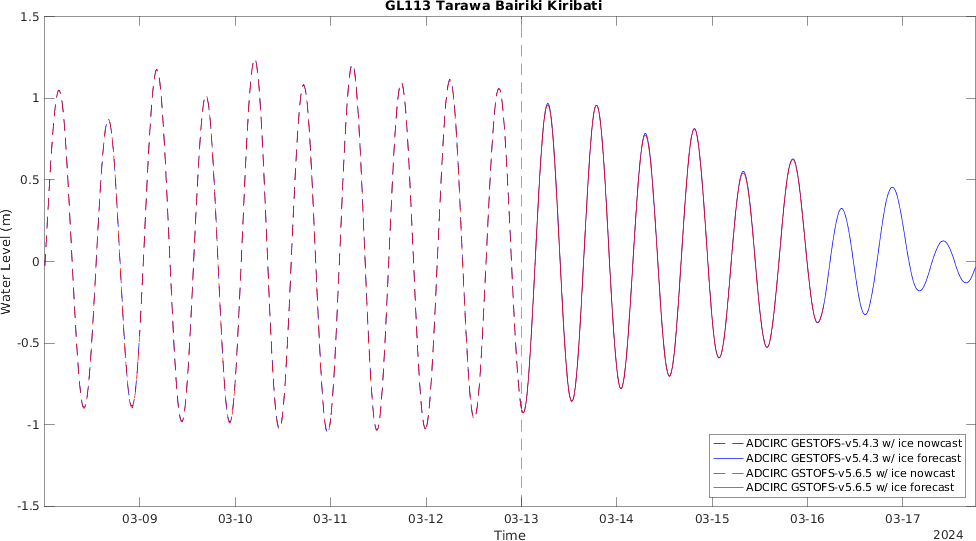 GL113 Tarawa Bairiki Kiribati
1.5
1
0.5
0
-0.5
-1
-1.5
Water Level (m)
ADCIRC GESTOFS-v5.4.3 w/ ice nowcast
ADCIRC GESTOFS-v5.4.3 w/ ice forecast
ADCIRC GSTOFS-v5.6.5 w/ ice nowcast
ADCIRC GSTOFS-v5.6.5 w/ ice forecast
03-09 03-10 03-11 03-12 03-13 03-14 03-15 03-16 03-17
Time
2024